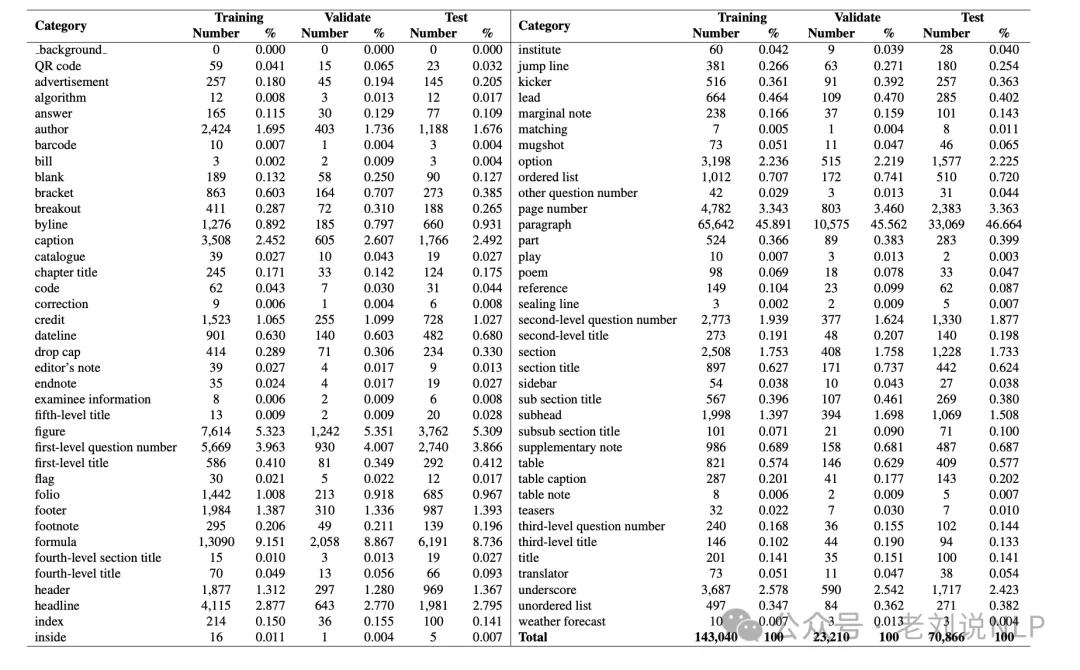 Category Training Validate Test Category Training Validate Test
Number % Number % Number % Number % Number % Number %
_background_ 0 0.000 0 0.000 0 0.000 institute 60 0.042 9 0.039 28 0.040
QR code 59 0.041 15 0.065 23 0.032 jump line 381 0.266 63 0.271 180 0.254
advertisement 257 0.180 45 0.194 145 0.205 kicker 516 0.361 91 0.392 257 0.363
algorithm 12 0.008 3 0.013 12 0.017 lead 664 0.464 109 0.470 285 0.402
answer 165 0.115 30 0.129 77 0.109 marginal note 238 0.166 37 0.159 101 0.143
author 2,424 1.695 403 1.736 1,188 1.676 matching 7 0.005 1 0.004 8 0.011
barcode 10 0.007 1 0.004 3 0.004 mugshot 73 0.051 11 0.047 46 0.065
bill 3 0.002 2 0.009 3 0.004 option 3,198 2.236 515 2.219 1,577 2.225
blank 189 0.132 58 0.250 90 0.127 ordered list 1,012 0.707 172 0.741 510 0.720
bracket 863 0.603 164 0.707 273 0.385 other question number 42 0.029 3 0.013 31 0.044
breakout 411 0.287 72 0.310 188 0.265 page number 4,782 3.343 803 3.460 2,383 3.363
byline 1,276 0.892 185 0.797 660 0.931 paragraph 65,642 45.891 10,575 45.562 33,069 46.664
caption 3,508 2.452 605 2.607 1,766 2.492 part 524 0.366 89 0.383 283 0.399
catalogue 39 0.027 10 0.043 19 0.027 play 10 0.007 3 0.013 2 0.003
chapter title 245 0.171 33 0.142 124 0.175 poem 98 0.069 18 0.078 33 0.047
code 62 0.043 7 0.030 31 0.044 reference 149 0.104 23 0.099 62 0.087
correction 9 0.006 1 0.004 6 0.008 sealing line 3 0.002 2 0.009 5 0.007
credit 1,523 1.065 255 1.099 728 1.027 second-level question number 2,773 1.939 377 1.624 1,330 1.877
dateline 901 0.630 140 0.603 482 0.680 second-level title 273 0.191 48 0.207 140 0.198
drop cap 414 0.289 71 0.306 234 0.330 section 2,508 1.753 408 1.758 1,228 1.733
editor's note 39 0.027 4 0.017 9 0.013 section title 897 0.627 171 0.737 442 0.624
endnote 35 0.024 4 0.017 19 0.027 sidebar 54 0.038 10 0.043 27 0.038
examinee information 8 0.006 2 0.009 6 0.008 sub section title 567 0.396 107 0.461 269 0.380
fifth-level title 13 0.009 2 0.009 20 0.028 subhead 1,998 1.397 394 1.698 1,069 1.508
figure 7,614 5.323 1,242 5.351 3,762 5.309 subsub section title 101 0.071 21 0.090 71 0.100
first-level question number 5,669 3.963 930 4.007 2,740 3.866 supplementary note 986 0.689 158 0.681 487 0.687
first-level title 586 0.410 81 0.349 292 0.412 table 821 0.574 146 0.629 409 0.577
flag 30 0.021 5 0.022 12 0.017 table caption 287 0.201 41 0.177 143 0.202
folio 1,442 1.008 213 0.918 685 0.967 table note 8 0.006 2 0.009 5 0.007
footer 1,984 1.387 310 1.336 987 1.393 teasers 32 0.022 7 0.030 7 0.010
footnote 295 0.206 49 0.211 139 0.196 third-level question number 240 0.168 36 0.155 102 0.144
formula 1,3090 9.151 2,058 8.867 6,191 8.736 third-level title 146 0.102 44 0.190 94 0.133
fourth-level section title 15 0.010 3 0.013 19 0.027 title 201 0.141 35 0.151 100 0.141
fourth-level title 70 0.049 13 0.056 66 0.093 translator 73 0.051 11 0.047 38 0.054
header 1,877 1.312 297 1.280 969 1.367 underscore 3,687 2.578 590 2.542 1,717 2.423
headline 4,115 2.877 643 2.770 1,981 2.795 unordered list 497 0.347 84 0.362 271 0.382
index 214 0.150 36 0.155 100 0.141 weather forecast 10 0.007 3 0.013 3 0.004
inside 16 0.011 1 0.004 5 0.007 Total 143,040 100 23,210 100 70,866 100
公众号 · 老刘说NLP